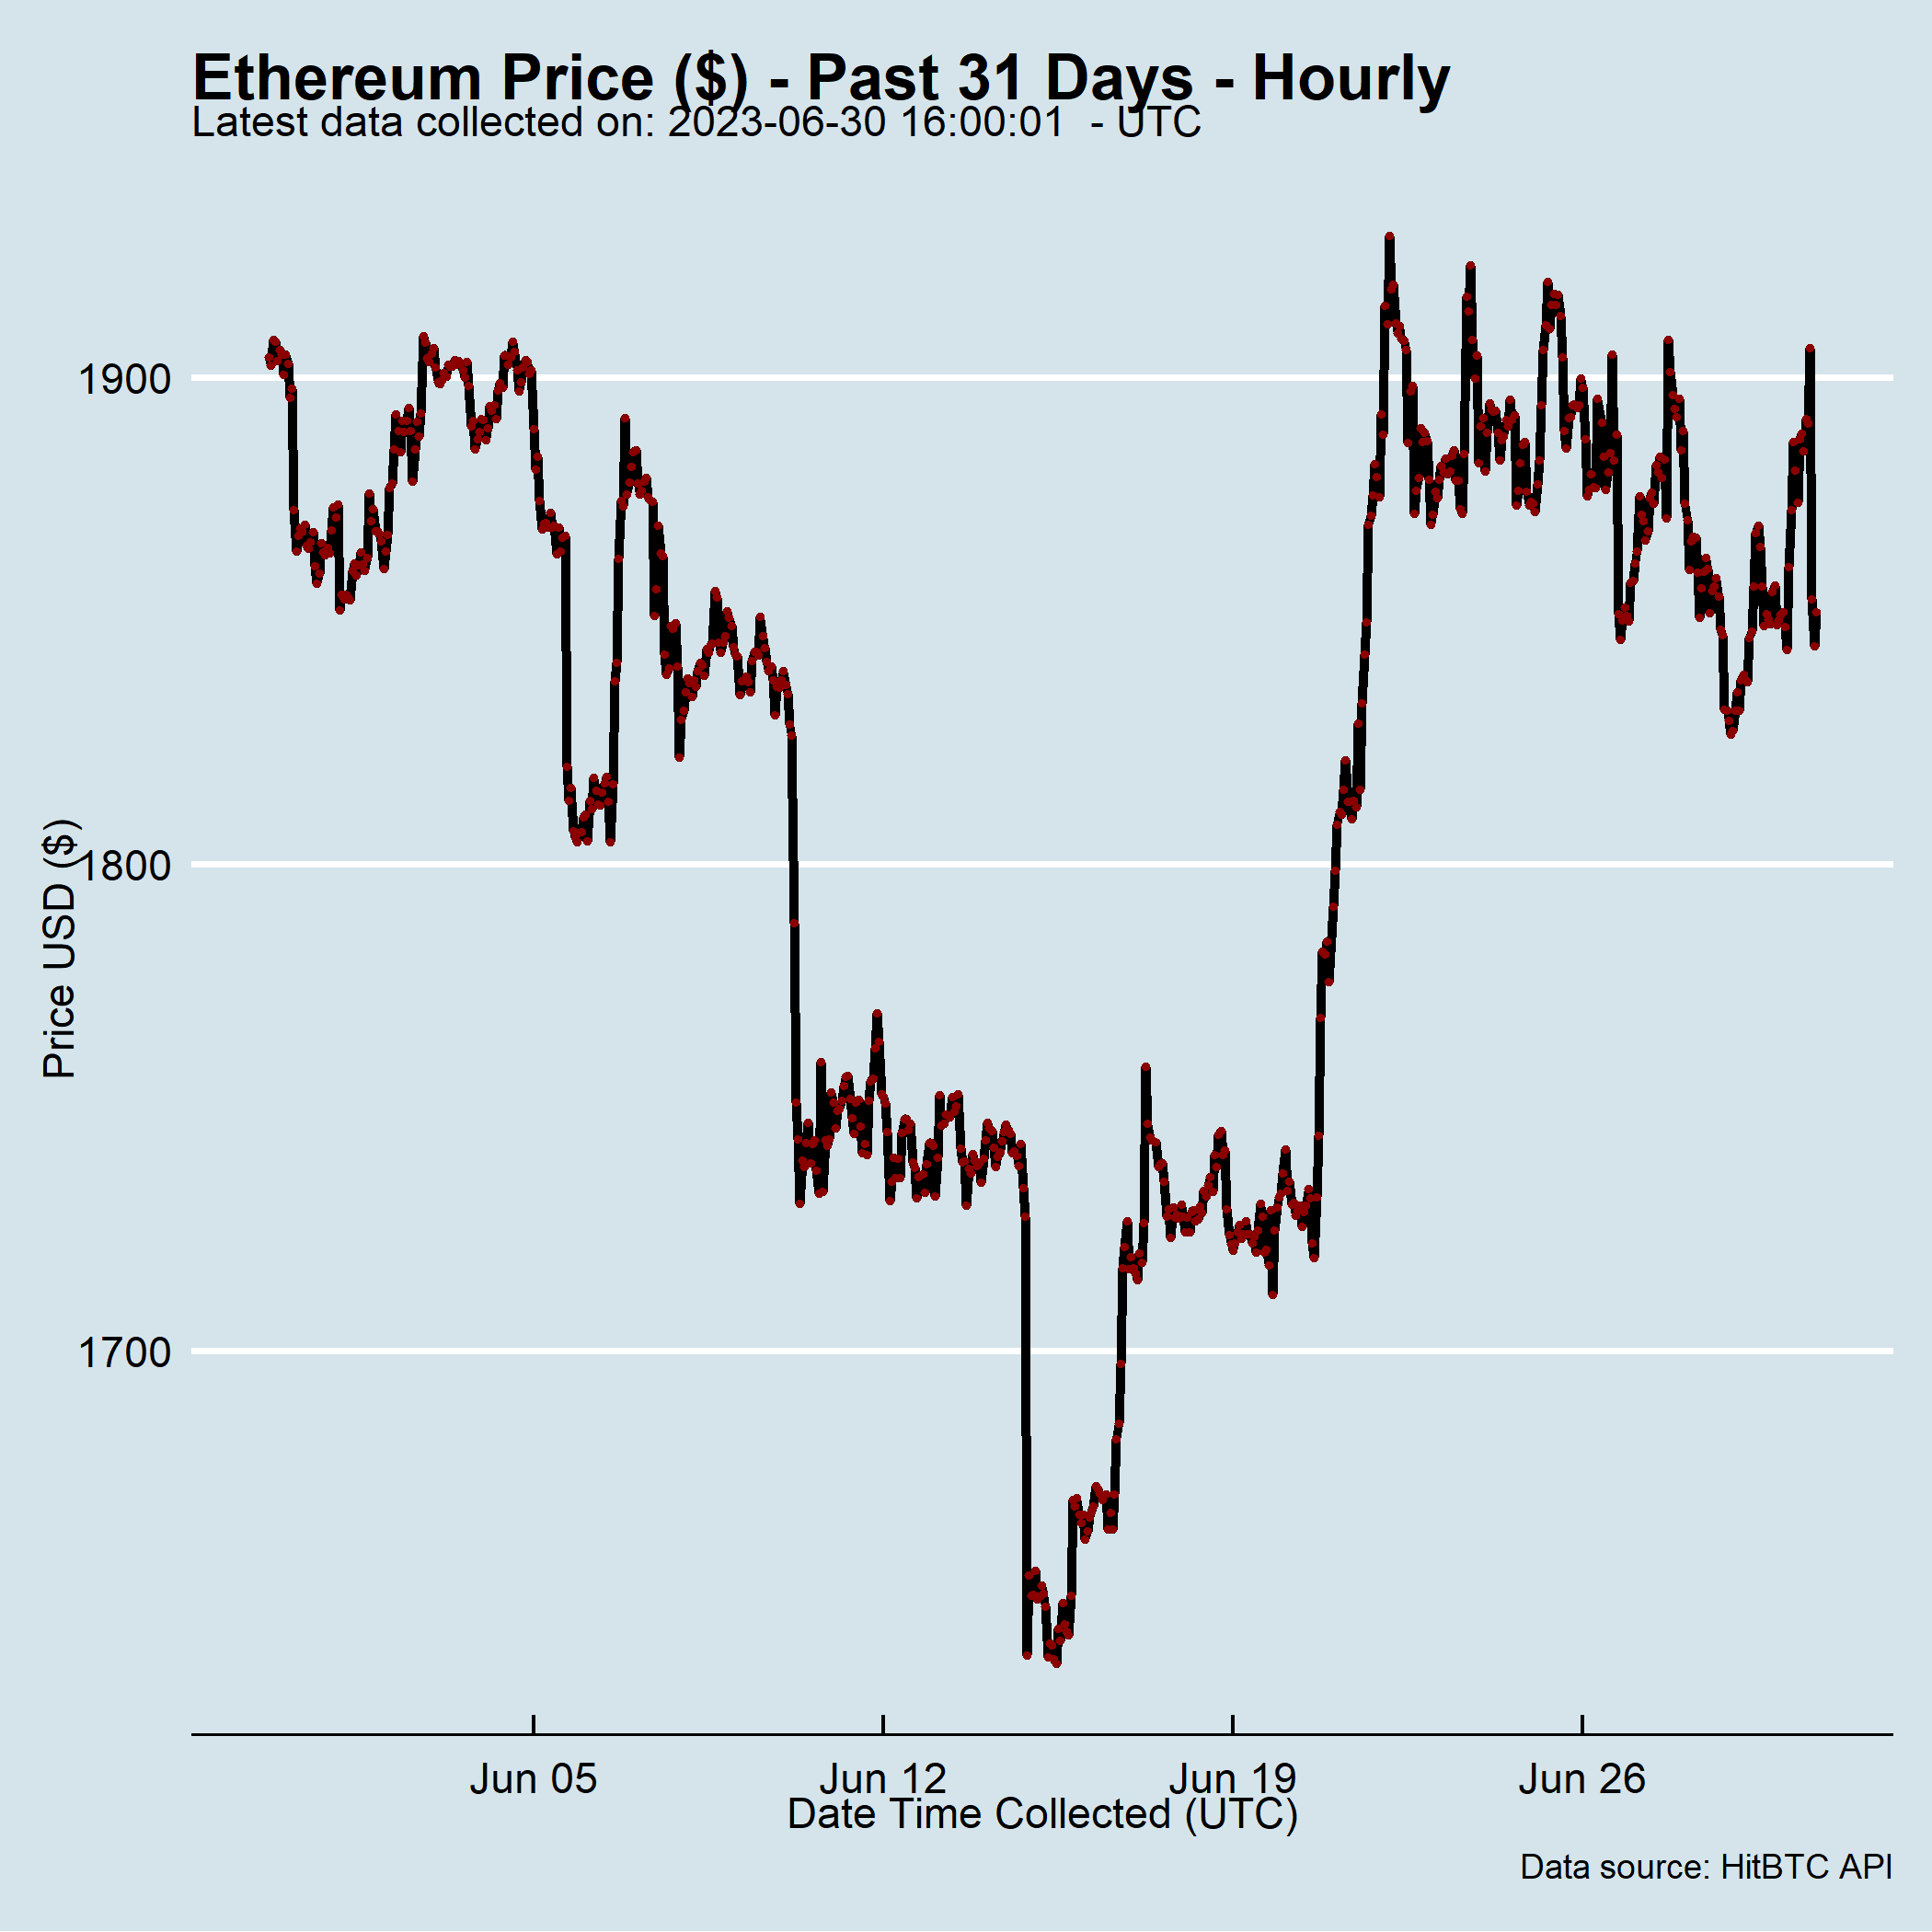 Ethereum Price ($) - Past 31 Days - Hourly
Latest data collected on: 2023-06-30 16:00:01  - UTC
Price USD ($)
1900
1800
1700
Jun 05
Jun 12
Jun 19
Jun 26
Date Time Collected (UTC)
Data source: HitBTC API